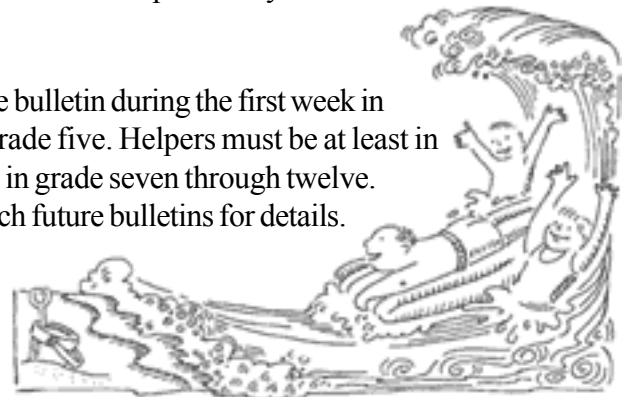 e bulletin during the first week in
rade five. Helpers must be at least in
in grade seven through twelve.
ch future bulletins for details.